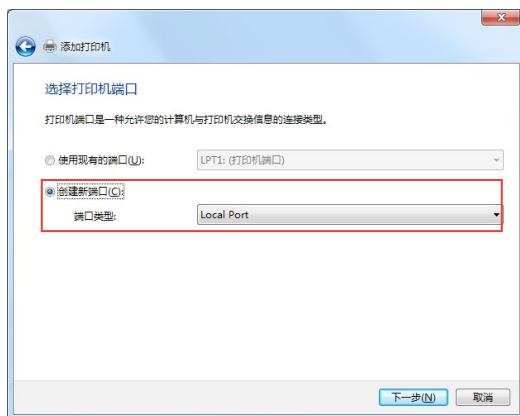 添加打印机
选择打印机端口
打印机端口是一种允许您的计算机与打印机交换信息的连接类型。
使用现有的端口(U): LPT1: (打印机端口)
创建新端口(C):
端口类型: Local Port
下一步(N) 取消